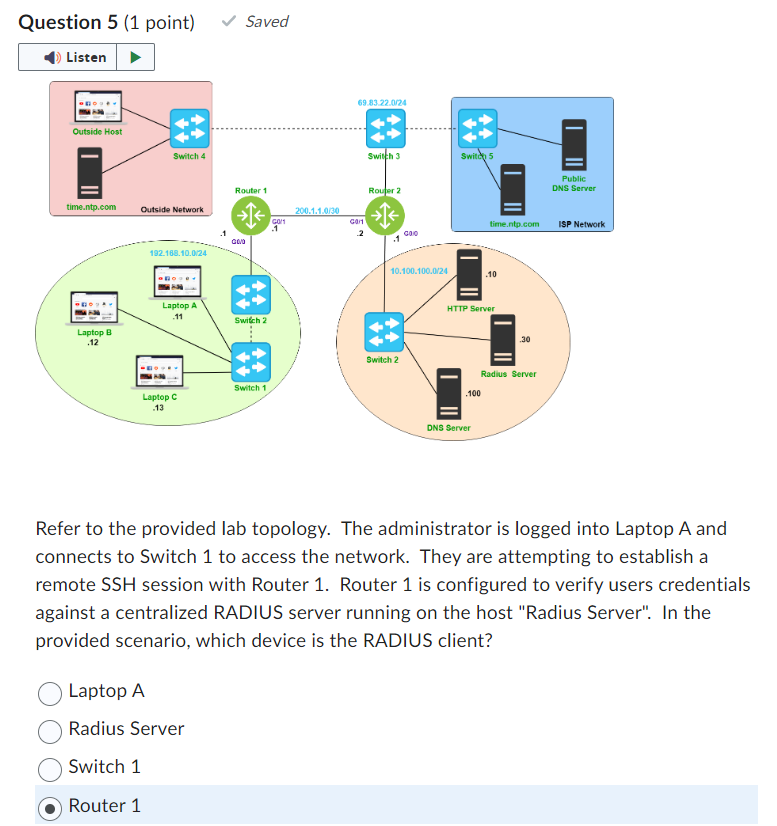 Question 5 (1 point) Saved
Listen
69.83.22.0/24
Outside Host
Switch 4
Switch 3
Switch 5
Public
DNS Server
time.ntp.com
Outside Network
Router 1
Router 2
200.1.1.0/30
G0/1
.1
G0/1
.2
time.ntp.com
ISP Network
.1
G0/0
.1
G0/0
192.168.10.0/24
10.100.100.0/24
.10
Laptop A
.11
HTTP Server
Switch 2
Laptop B
.12
.30
Switch 2
Radius Server
Switch 1
.100
Laptop C
.13
DNS Server
Refer to the provided lab topology. The administrator is logged into Laptop A and
connects to Switch 1 to access the network. They are attempting to establish a
remote SSH session with Router 1. Router 1 is configured to verify users credentials
against a centralized RADIUS server running on the host "Radius Server". In the
provided scenario, which device is the RADIUS client?
Laptop A
Radius Server
Switch 1
Router 1